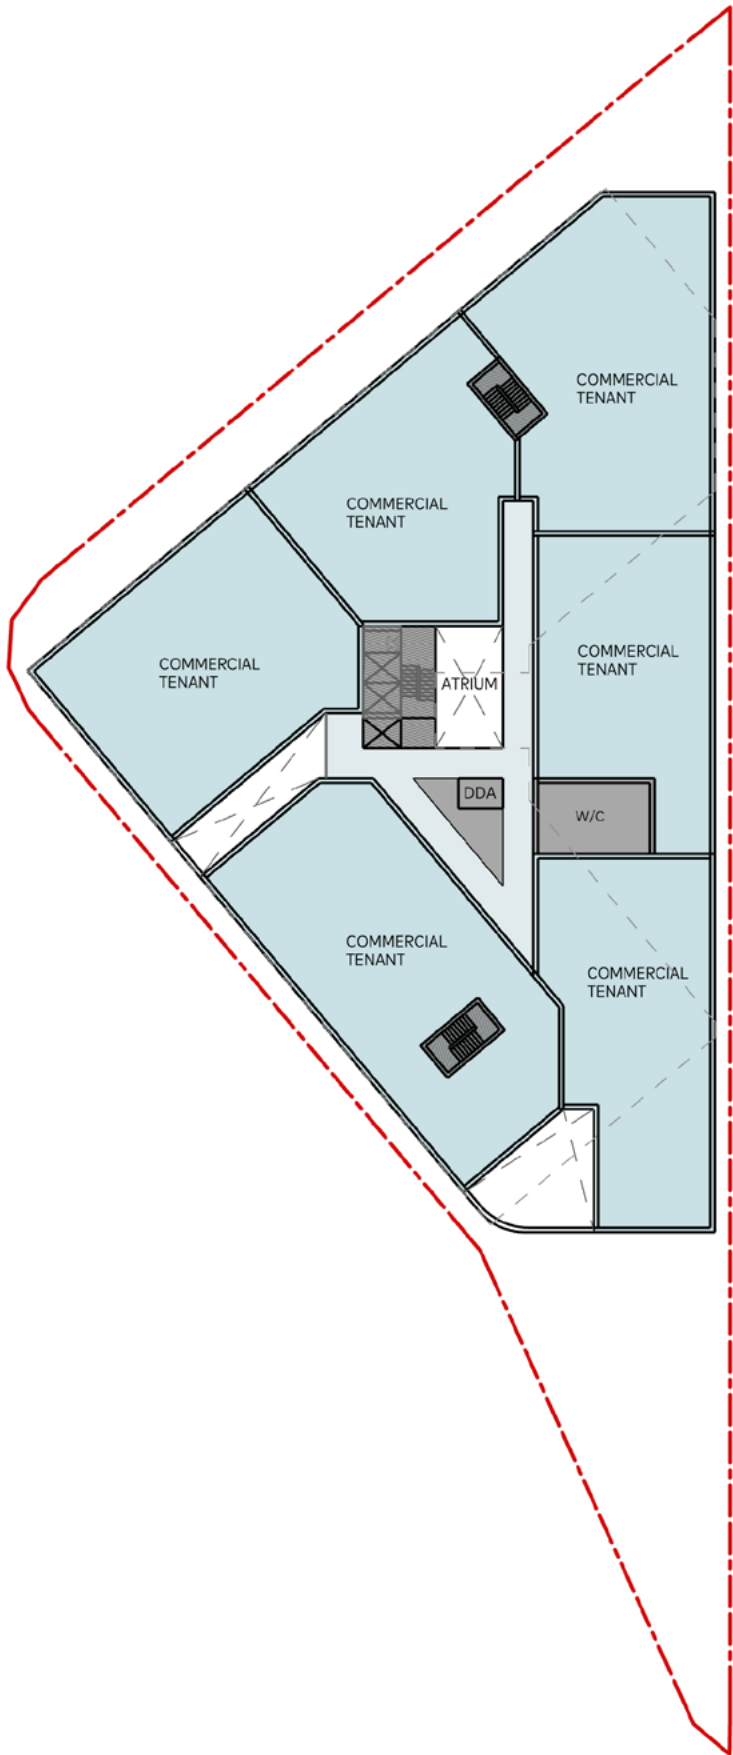 COMMERCIAL
TENANT
COMMERCIAL
TENANT
COMMERCIAL
TENANT
COMMERCIAL
TENANT
ATRIUM
DDA
W/C
COMMERCIAL
TENANT
COMMERCIAL
TENANT